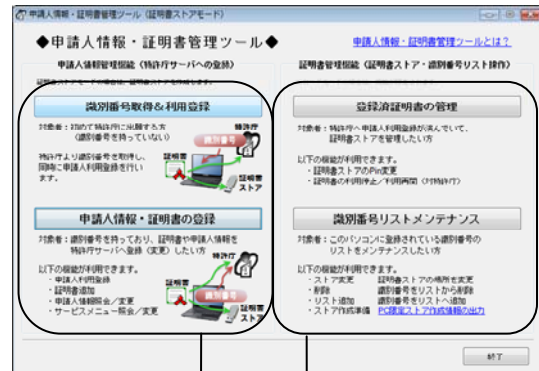 申請人情報・証明書管理ツール（証明書ストアモード）
◆申請人情報・証明書管理ツール◆
申請人情報・証明書管理ツールとは？
申請人情報管理機能（特許庁サーバへの登録）
証明書管理機能（証明書ストア・識別番号リスト操作）
識別番号取得＆利用登録
対象者：初めて特許庁に出願する方
（識別番号を持っていない）
特許庁より識別番号を取得し、
同時に申請人利用登録を行い
ます。
特許庁
識別番号
証明書
証明書
ストア
申請人情報・証明書の登録
対象者：識別番号を持っており、証明書や申請人情報を
特許庁サーバへ登録（変更）したい方
以下の機能が利用できます。
・申請人利用登録
・証明書追加
・申請人情報照会／変更
・サービスメニュー照会／変更
特許庁
証明書
識別番号
証明書
ストア
登録済証明書の管理
対象者：特許庁へ申請人利用登録が済んでいて、
証明書ストアを管理したい方
以下の機能が利用できます。
・証明書ストアのPin変更
・証明書の利用停止／利用再開（対特許庁）
識別番号リストメンテナンス
対象者：このパソコンに登録されている識別番号の
リストをメンテナンスしたい方
以下の機能が利用できます。
・ストア変更 証明書ストアの場所を変更
・削除 識別番号をリストから削除
・リスト追加 識別番号をリストへ追加
・ストア作成準備 PC限定ストア作成情報の出力
終了